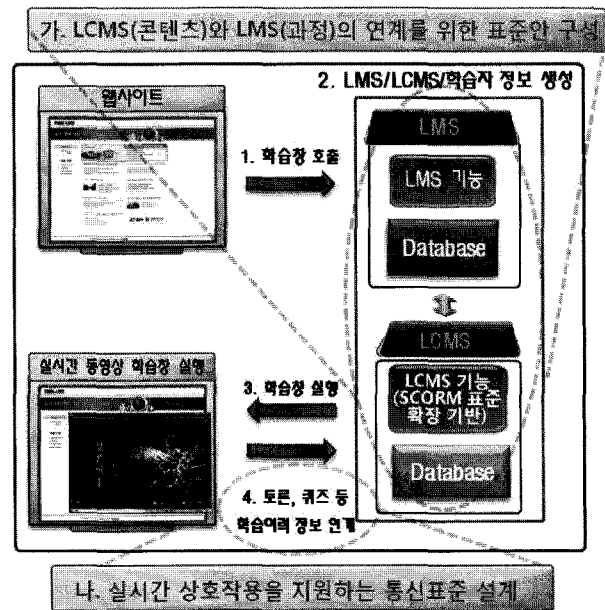 가. LCMS(콘텐츠)와 LMS(과정)의 연계를 위한 표준안 구성
웹사이트
1. 학습창 호출
2. LMS/LCMS/학습자 정보 생성
LMS
LMS 기능
Database
LCMS
LCMS 기능
(SCORM 표준
확장 기반)
Database
실시간 동영상 학습창 실행
3. 학습창 실행
4. 토론, 퀴즈 등
학습이력 정보 연계
나. 실시간 상호작용을 지원하는 통신표준 설계